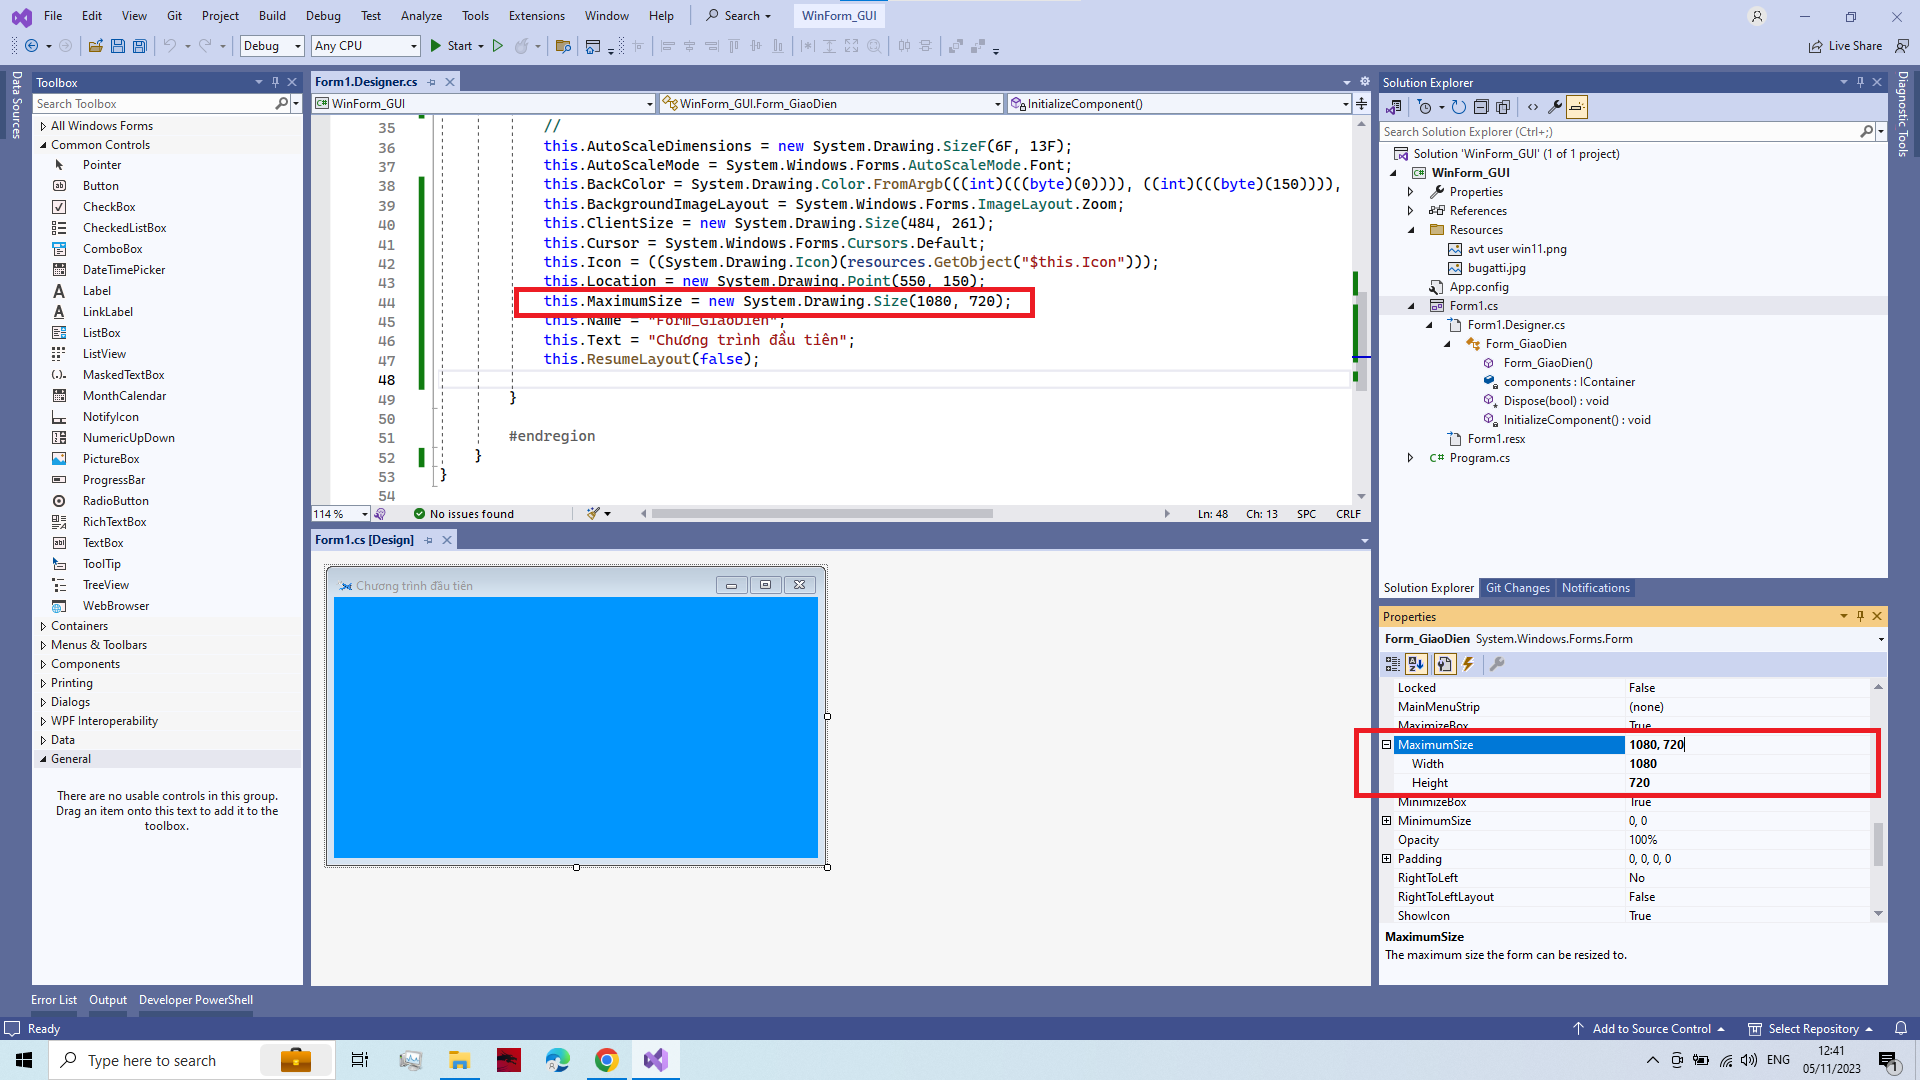 File Edit View Git Project Build Debug Test Analyze Tools Extensions Window Help Search WinForm_GUI
Debug Any CPU Start Live Share
Data Sources
Toolbox
Search Toolbox
All Windows Forms
Common Controls
Pointer
Button
CheckBox
CheckedListBox
ComboBox
DateTimePicker
Label
LinkLabel
ListBox
ListView
MaskedTextBox
MonthCalendar
NotifyIcon
NumericUpDown
PictureBox
ProgressBar
RadioButton
RichTextBox
TextBox
ToolTip
TreeView
WebBrowser
Containers
Menus & Toolbars
Components
Printing
Dialogs
WPF Interoperability
Data
General
There are no usable controls in this group.
Drag an item onto this text to add it to the
toolbox.
Form1.Designer.cs
WinForm_GUI WinForm_GUI.Form_GiaoDien InitializeComponent()
35 //
36 this.AutoScaleDimensions = new System.Drawing.SizeF(6F, 13F);
37 this.AutoScaleMode = System.Windows.Forms.AutoScaleMode.Font;
38 this.BackColor = System.Drawing.Color.FromArgb(((int)(((byte)(0)))), ((int)(((byte)(150)))),
39 this.BackgroundImageLayout = System.Windows.Forms.ImageLayout.Zoom;
40 this.ClientSize = new System.Drawing.Size(484, 261);
41 this.Cursor = System.Windows.Forms.Cursors.Default;
42 this.Icon = ((System.Drawing.Icon)(resources.GetObject("$this.Icon")));
43 this.Location = new System.Drawing.Point(550, 150);
44 this.MaximumSize = new System.Drawing.Size(1080, 720);
45 this.Name = "Form_GiaoDien";
46 this.Text = "Chương trình đầu tiên";
47 this.ResumeLayout(false);
48
49 }
50
51 #endregion
52 }
53 }
54
114 % No issues found Ln: 48 Ch: 13 SPC CRLF
Form1.cs [Design]
Chương trình đầu tiên
Solution Explorer
Search Solution Explorer (Ctrl+;)
Solution 'WinForm_GUI' (1 of 1 project)
C# WinForm_GUI
Properties
References
Resources
avt user win11.png
bugatti.jpg
App.config
Form1.cs
Form1.Designer.cs
Form_GiaoDien
Form_GiaoDien()
components : IContainer
Dispose(bool) : void
InitializeComponent() : void
Form1.resx
C# Program.cs
Solution Explorer Git Changes Notifications
Diagnostic Tools
Properties
Form_GiaoDien System.Windows.Forms.Form
Locked False
MainMenuStrip (none)
MaximizeBox True
MaximumSize 1080, 720
Width 1080
Height 720
MinimizeBox True
MinimumSize 0, 0
Opacity 100%
Padding 0, 0, 0, 0
RightToLeft No
RightToLeftLayout False
ShowIcon True
MaximumSize
The maximum size the form can be resized to.
Error List Output Developer PowerShell
Ready Add to Source Control Select Repository
Type here to search ENG 12:41
05/11/2023 1